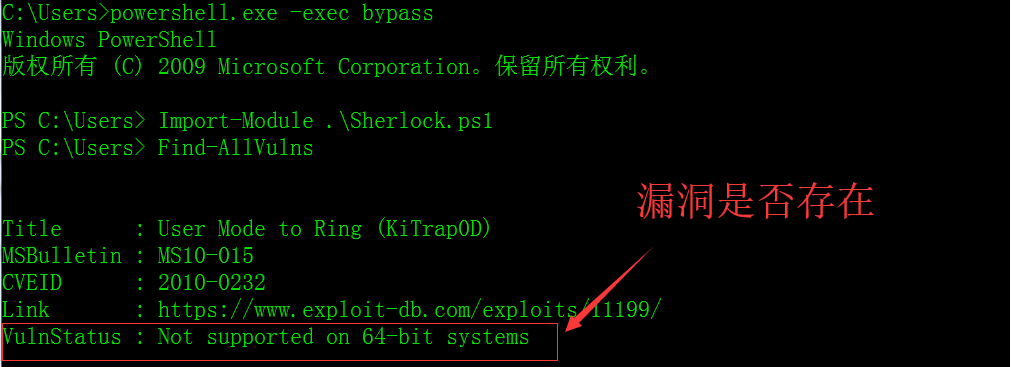 C:\Users>powershell.exe -exec bypass
Windows PowerShell
版权所有 (C) 2009 Microsoft Corporation。保留所有权利。
PS C:\Users> Import-Module .\Sherlock.ps1
PS C:\Users> Find-AllVulns
漏洞是否存在
Title      : User Mode to Ring (KiTrap0D)
MSBulletin : MS10-015
CVEID      : 2010-0232
Link       : https://www.exploit-db.com/exploits/11199/
VulnStatus : Not supported on 64-bit systems